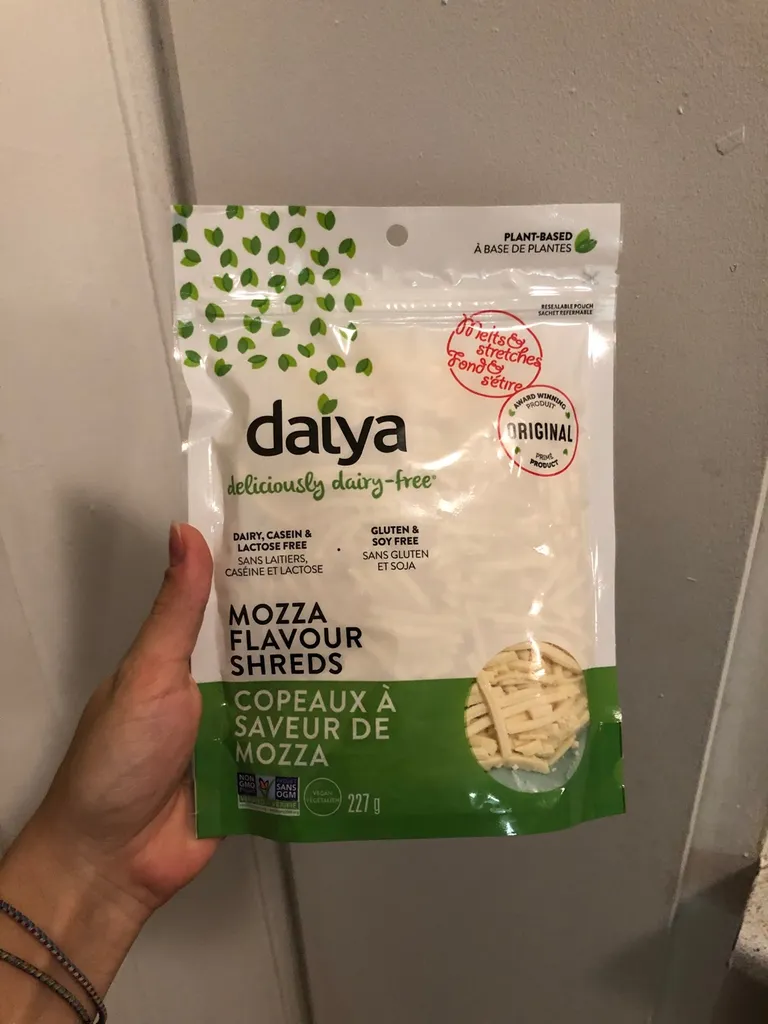 PLANT-BASED
À BASE DE PLANTES
RESEALABLE POUCH
SACHET REFERMABLE
Melts &
stretches
Fond &
s'étire
AWARD WINNING
PRODUIT
ORIGINAL
PRIMÉ
PRODUCT
daiya
deliciously dairy-free
DAIRY, CASEIN &
LACTOSE FREE
SANS LAITIERS,
CASÉINE ET LACTOSE
GLUTEN &
SOY FREE
SANS GLUTEN
ET SOJA
MOZZA
FLAVOUR
SHREDS
COPEAUX À
SAVEUR DE
MOZZA
NON
GMO
SANS
OGM
VEGAN
VÉGÉTALIEN
227 g